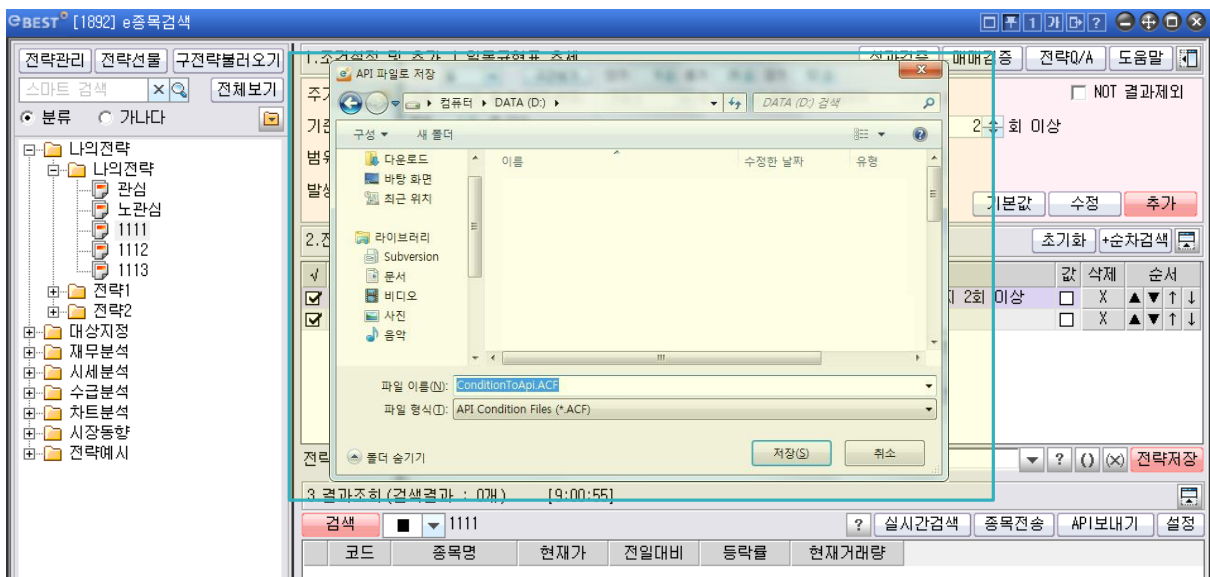 eBEST [1892] e종목검색
1 가 ?
전략관리 전략선물 구전략불러오기
스마트 검색 전체보기
분류 가나다
나의전략
나의전략
관심
노관심
1111
1112
1113
전략1
전략2
대상지정
재무분석
시세분석
수급분석
차트분석
시장동향
전략예시
성과검증 매매검증 전략Q/A 도움말
NOT 결과제외
2 회 이상
기본값 수정 추가
초기화 +순차검색
√ 값 삭제 순서
2회 이상 X ▲ ▼ ↑ ↓
X ▲ ▼ ↑ ↓
API 파일로 저장
컴퓨터 ▸ DATA (D:) ▸
DATA (D:) 검색
구성 ▼ 새 폴더
다운로드
바탕 화면
최근 위치
라이브러리
Subversion
문서
비디오
사진
음악
이름 수정한 날짜 유형
파일 이름(N): ConditionToApi.ACF
파일 형식(T): API Condition Files (*.ACF)
폴더 숨기기 저장(S) 취소
? () (X) 전략저장
3.결과조회(검색결과 : 0개) [9:00:55]
검색 ■ 1111 ? 실시간검색 종목전송 API보내기 설정
코드 종목명 현재가 전일대비 등락률 현재거래량